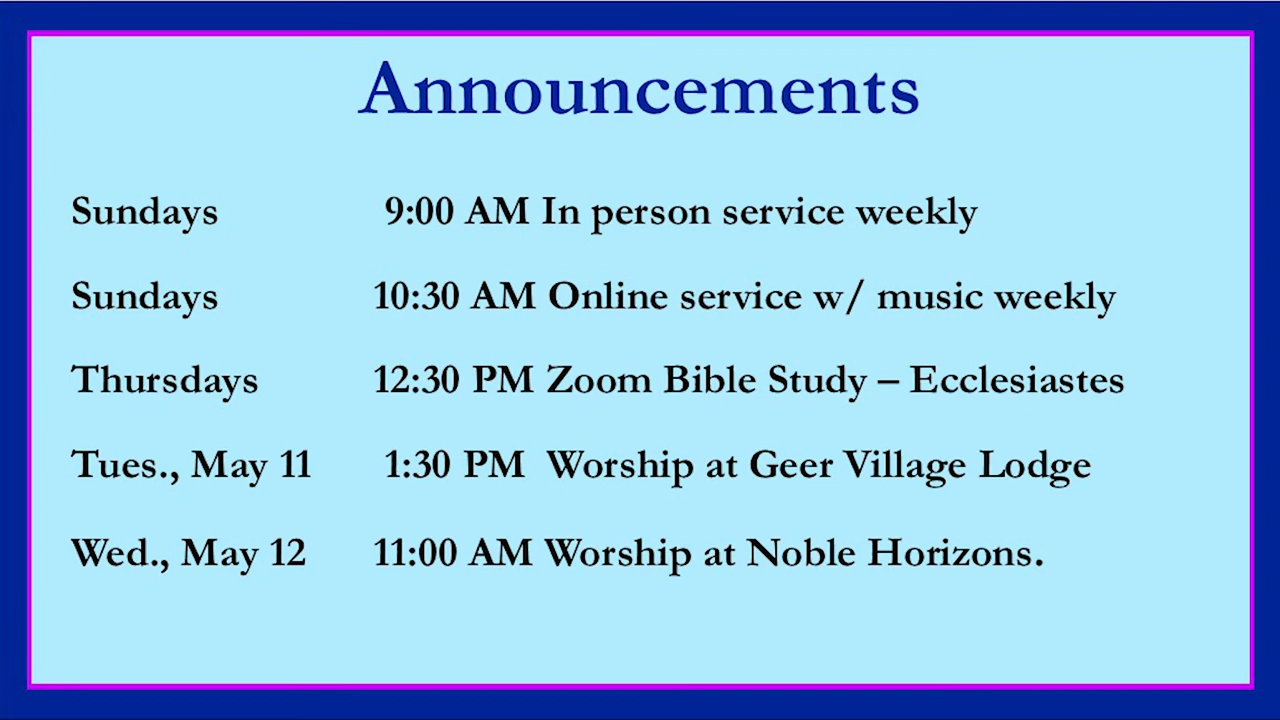 Announcements
Sundays 9:00 AM In person service weekly
Sundays 10:30 AM Online service w/ music weekly
Thursdays 12:30 PM Zoom Bible Study – Ecclesiastes
Tues., May 11 1:30 PM Worship at Geer Village Lodge
Wed., May 12 11:00 AM Worship at Noble Horizons.